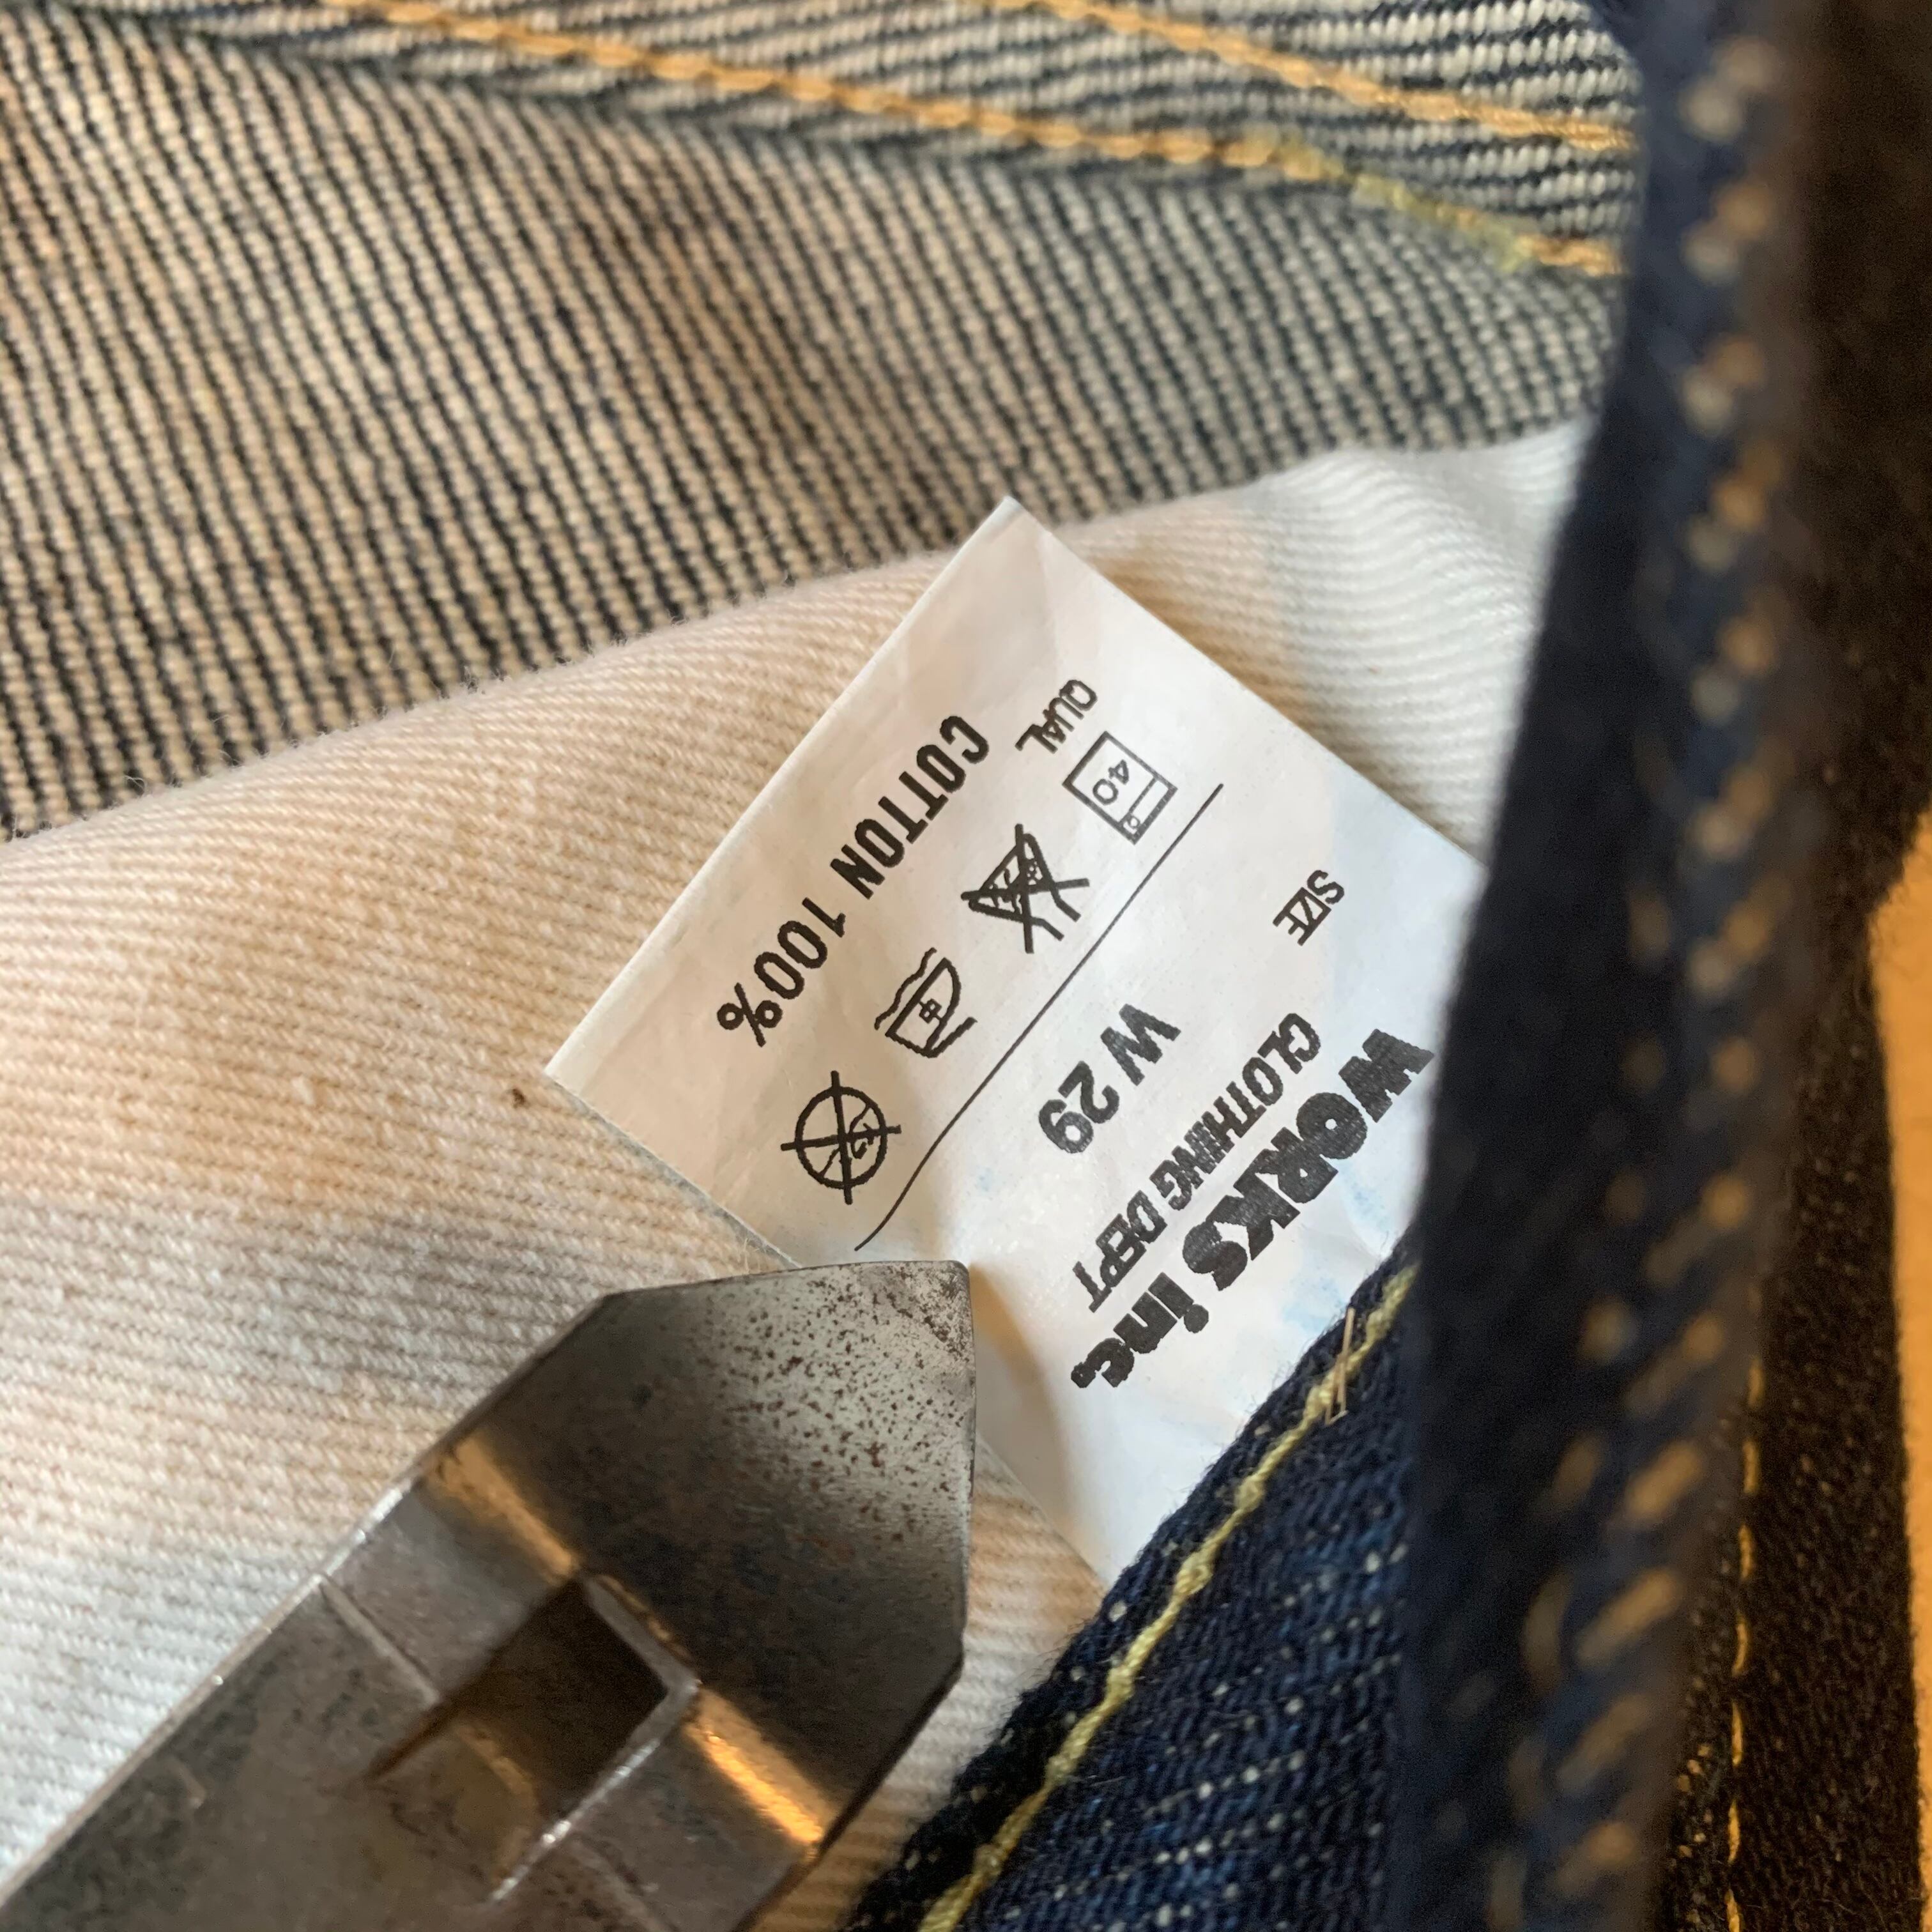 WORKS inc.
CLOTHING DEPT
SIZE
W 29
40
QUAL
COTTON 100%